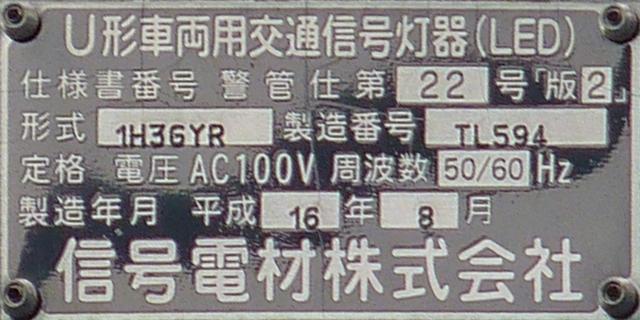 U形車両用交通信号灯器(LED)
仕様書番号 警管仕第 22 号「版2」
形式 1H36YR 製造番号 TL594
定格 電圧 AC100V 周波数 50/60 Hz
製造年月 平成 16 年 8 月
信号電材株式会社